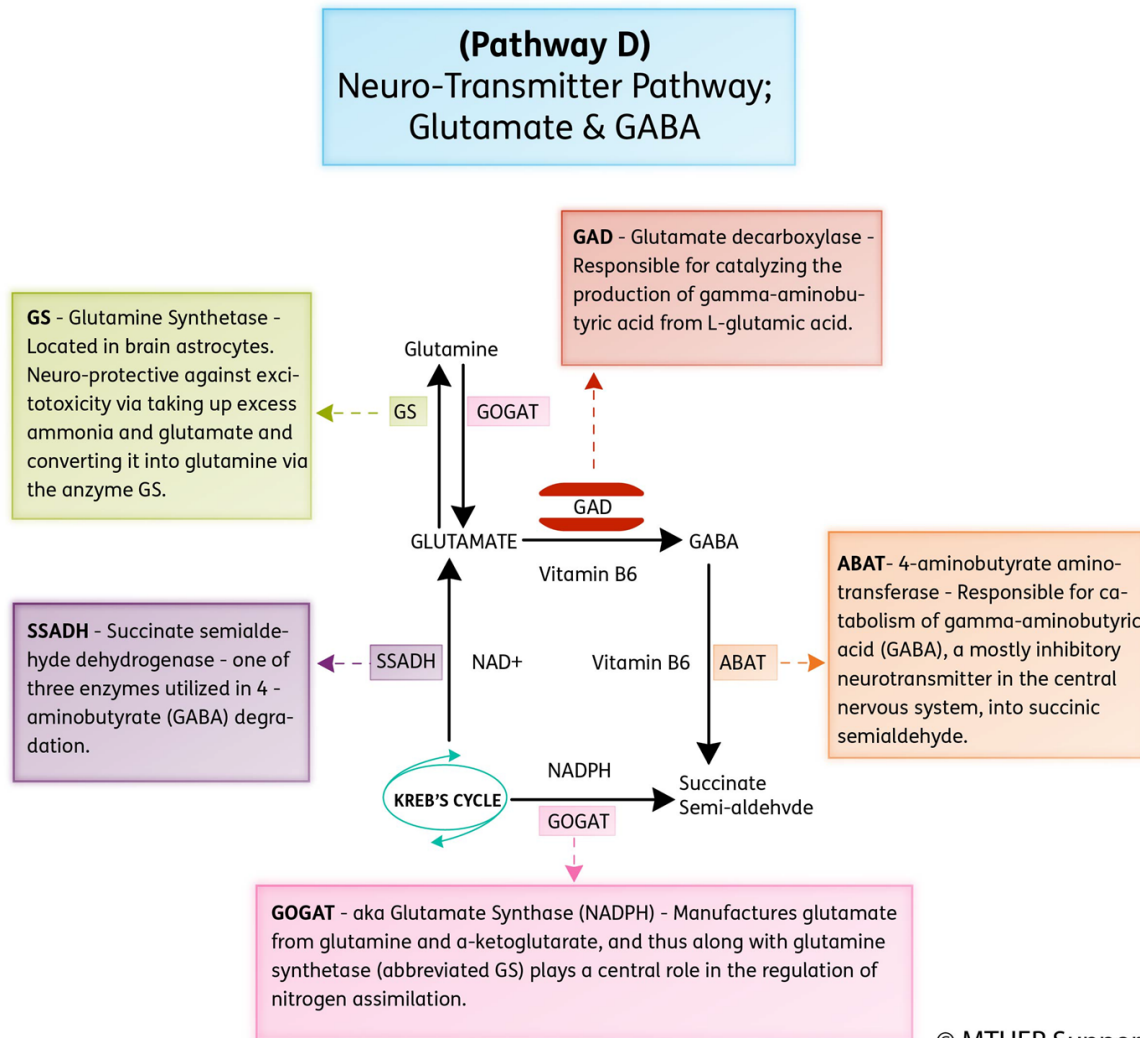 (Pathway D)
Neuro-Transmitter Pathway;
Glutamate & GABA
GAD - Glutamate decarboxylase -
Responsible for catalyzing the
production of gamma-aminobu-
tyric acid from L-glutamic acid.
GS - Glutamine Synthetase -
Located in brain astrocytes.
Neuro-protective against exci-
totoxicity via taking up excess
ammonia and glutamate and
converting it into glutamine via
the anzyme GS.
Glutamine
GS
GOGAT
GAD
GLUTAMATE
GABA
Vitamin B6
ABAT- 4-aminobutyrate amino-
transferase - Responsible for ca-
tabolism of gamma-aminobutyric
acid (GABA), a mostly inhibitory
neurotransmitter in the central
nervous system, into succinic
semialdehyde.
SSADH - Succinate semialde-
hyde dehydrogenase - one of
three enzymes utilized in 4 -
aminobutyrate (GABA) degra-
dation.
SSADH
NAD+
Vitamin B6
ABAT
KREB'S CYCLE
NADPH
GOGAT
Succinate
Semi-aldehyde
GOGAT - aka Glutamate Synthase (NADPH) - Manufactures glutamate
from glutamine and a-ketoglutarate, and thus along with glutamine
synthetase (abbreviated GS) plays a central role in the regulation of
nitrogen assimilation.